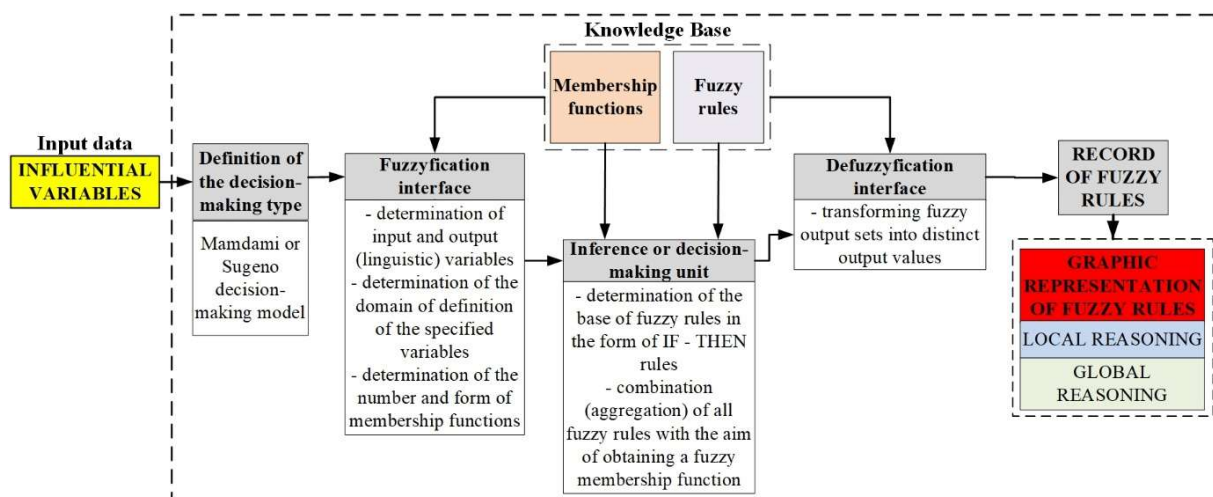 Knowledge Base
Membership
functions
Fuzzy
rules
Input data
INFLUENTIAL
VARIABLES
Definition of
the decision-
making type
Mamdami or
Sugeno
decision-
making model
Fuzzyfication
interface
- determination of
input and output
(linguistic) variables
- determination of the
domain of definition
of the specified
variables
- determination of the
number and form of
membership functions
Inference or decision-
making unit
- determination of the
base of fuzzy rules in
the form of IF - THEN
rules
- combination
(aggregation) of all
fuzzy rules with the aim
of obtaining a fuzzy
membership function
Defuzzyfication
interface
- transforming fuzzy
output sets into distinct
output values
RECORD
OF FUZZY
RULES
GRAPHIC
REPRESENTATION
OF FUZZY RULES
LOCAL REASONING
GLOBAL
REASONING